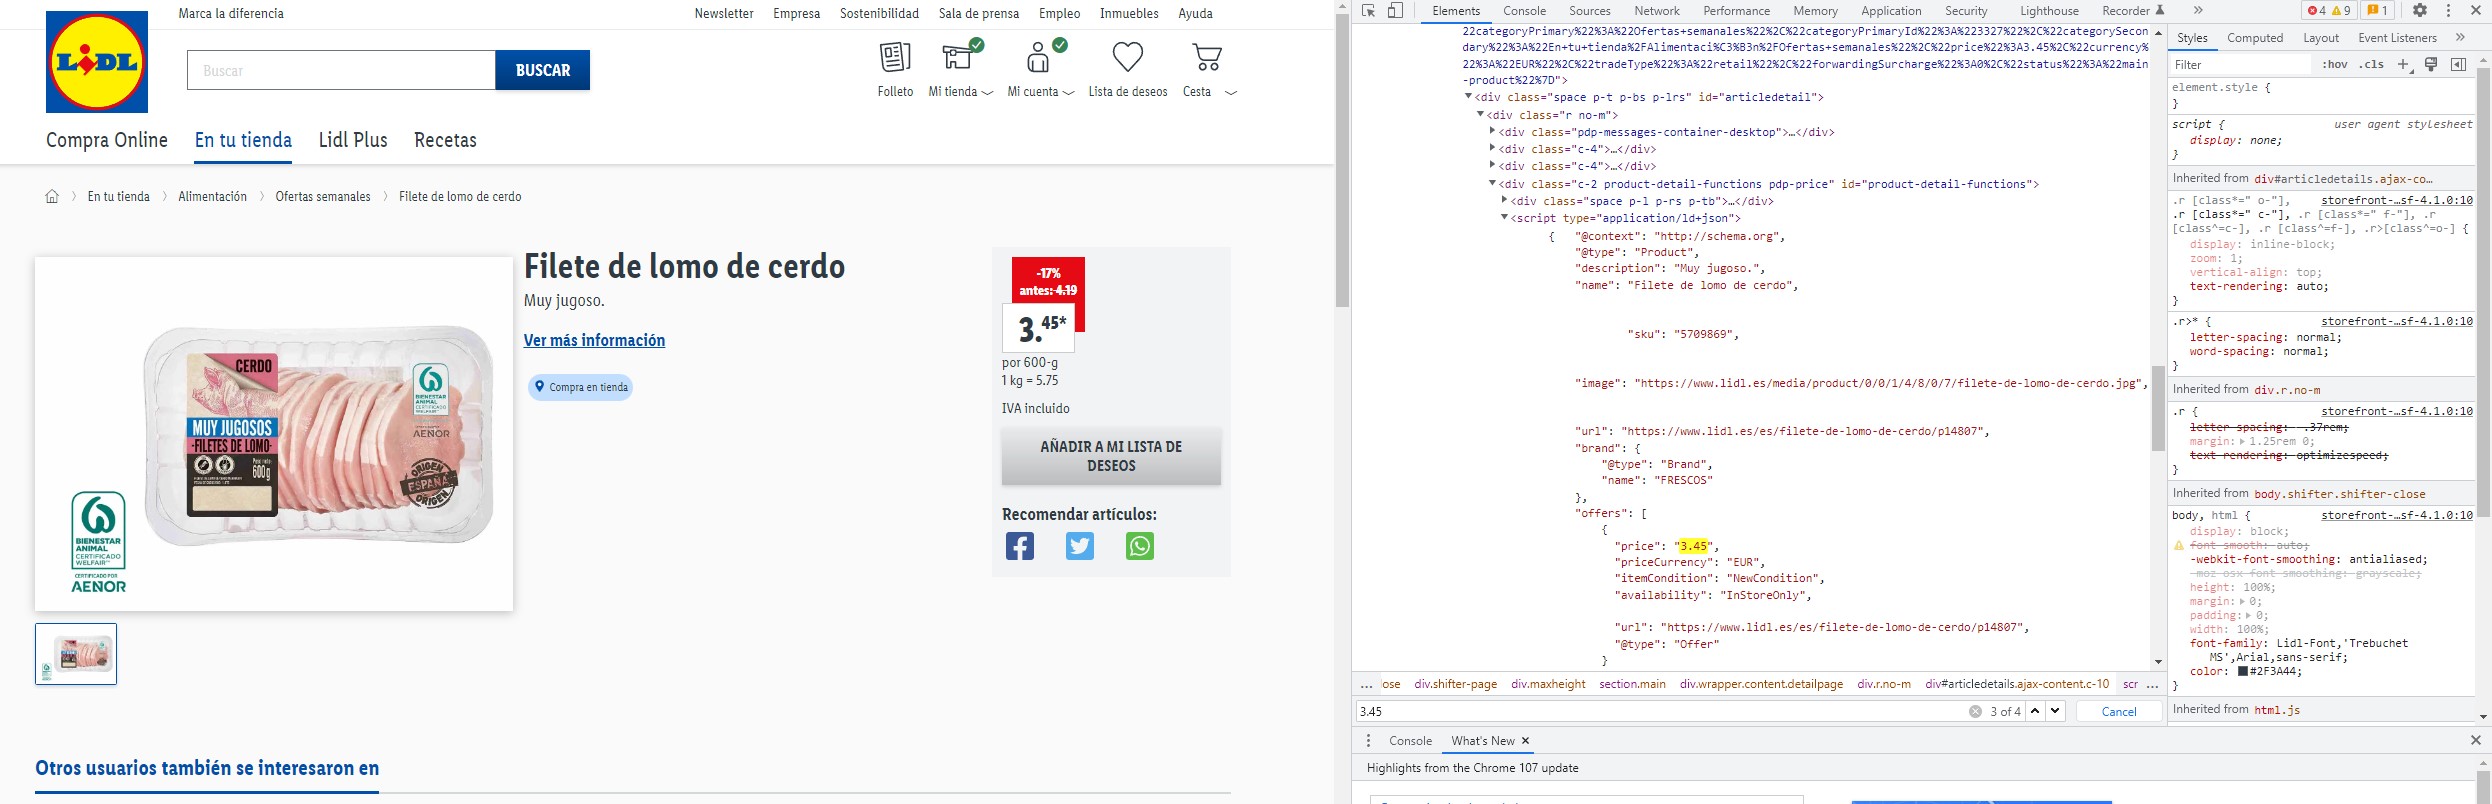 Marca la diferencia
Newsletter Empresa Sostenibilidad Sala de prensa Empleo Inmuebles Ayuda
LIDL
Buscar
BUSCAR
Folleto Mi tienda Mi cuenta Lista de deseos Cesta
Compra Online En tu tienda Lidl Plus Recetas
En tu tienda Alimentación Ofertas semanales Filete de lomo de cerdo
Filete de lomo de cerdo
Muy jugoso.
Ver más información
Compra en tienda
CERDO
MUY JUGOSOS
-FILETES DE LOMO-
600g
BIENESTAR
ANIMAL
CERTIFICADO
WELFAIR™
AENOR
ORIGEN
ESPAÑA
ORIGEN
BIENESTAR
ANIMAL
CERTIFICADO
WELFAIR™
CERTIFICADO POR
AENOR
-17%
antes: 4.19
3.45*
por 600-g
1 kg = 5.75
IVA incluido
AÑADIR A MI LISTA DE
DESEOS
Recomendar artículos:
Otros usuarios también se interesaron en
Elements Console Sources Network Performance Memory Application Security Lighthouse Recorder » 4 9 1
22categoryPrimary%22%3A%22Ofertas+semanales%22%2C%22categoryPrimaryId%22%3A%223327%22%2C%22categorySecon
dary%22%3A%22En+tu+tienda%2FAlimentaci%C3%B3n%2FOfertas+semanales%22%2C%22price%22%3A3.45%2C%22currency%
22%3A%22EUR%22%2C%22tradeType%22%3A%22retail%22%2C%22forwardingSurcharge%22%3A0%2C%22status%22%3A%22main
-product%22%7D">
<div class="space p-t p-bs p-lrs" id="articledetail">
<div class="r no-m">
<div class="pdp-messages-container-desktop">…</div>
<div class="c-4">…</div>
<div class="c-4">…</div>
<div class="c-2 product-detail-functions pdp-price" id="product-detail-functions">
<div class="space p-l p-rs p-tb">…</div>
<script type="application/ld+json">
{ "@context": "http://schema.org",
"@type": "Product",
"description": "Muy jugoso.",
"name": "Filete de lomo de cerdo",
"sku": "5709869",
"image": "https://www.lidl.es/media/product/0/0/1/4/8/0/7/filete-de-lomo-de-cerdo.jpg",
"url": "https://www.lidl.es/es/filete-de-lomo-de-cerdo/p14807",
"brand": {
"@type": "Brand",
"name": "FRESCOS"
},
"offers": [
{
"price": "3.45",
"priceCurrency": "EUR",
"itemCondition": "NewCondition",
"availability": "InStoreOnly",
"url": "https://www.lidl.es/es/filete-de-lomo-de-cerdo/p14807",
"@type": "Offer"
}
... lose div.shifter-page div.maxheight section.main div.wrapper.content.detailpage div.r.no-m div#articledetails.ajax-content.c-10 scr ...
3.45 3 of 4 Cancel
Console What's New ×
Highlights from the Chrome 107 update
Styles Computed Layout Event Listeners »
Filter :hov .cls +
element.style {
}
script { user agent stylesheet
display: none;
}
Inherited from div#articledetails.ajax-co…
.r [class*=" o-"], storefront-…sf-4.1.0:10
.r [class*=" c-"], .r [class*=" f-"], .r
[class^=c-], .r [class^=f-], .r>[class^=o-] {
display: inline-block;
zoom: 1;
vertical-align: top;
text-rendering: auto;
}
.r>* { storefront-…sf-4.1.0:10
letter-spacing: normal;
word-spacing: normal;
}
Inherited from div.r.no-m
.r { storefront-…sf-4.1.0:10
letter-spacing: -.37rem;
margin: 1.25rem 0;
text-rendering: optimizespeed;
}
Inherited from body.shifter.shifter-close
body, html { storefront-…sf-4.1.0:10
display: block;
font-smooth: auto;
-webkit-font-smoothing: antialiased;
-moz-osx-font-smoothing: grayscale;
height: 100%;
margin: 0;
padding: 0;
width: 100%;
font-family: Lidl-Font,'Trebuchet
MS',Arial,sans-serif;
color: #2F3A44;
}
Inherited from html.js